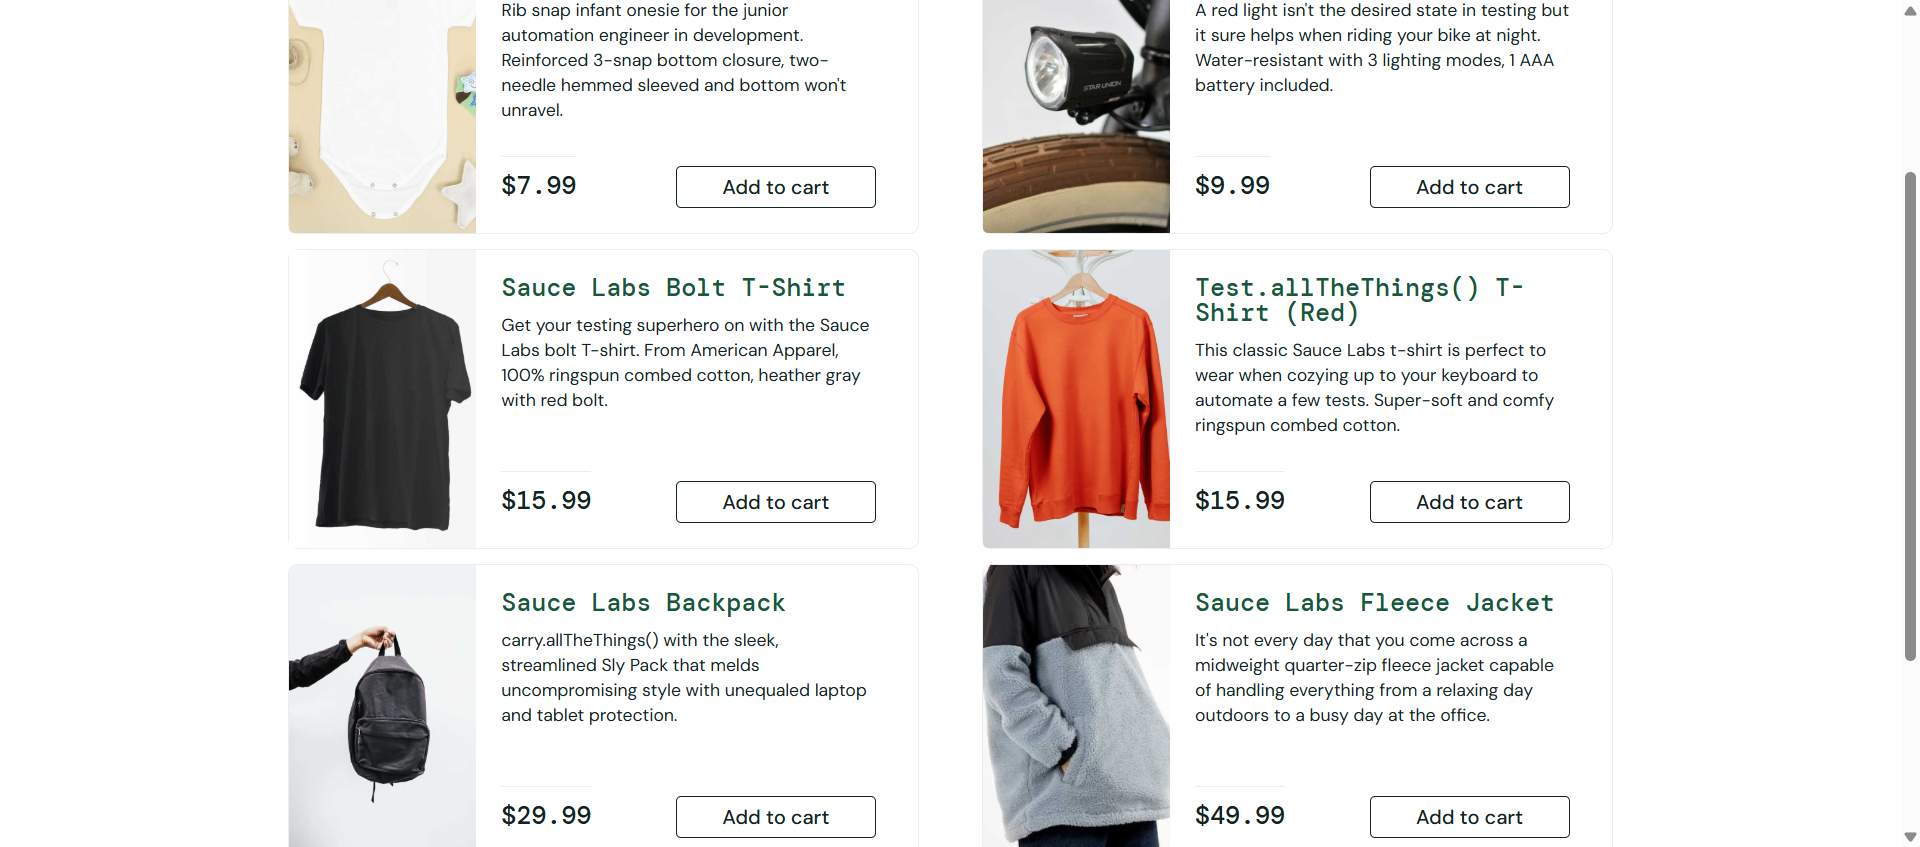 Rib snap infant onesie for the junior
automation engineer in development.
Reinforced 3-snap bottom closure, two-
needle hemmed sleeved and bottom won't
unravel.
$7.99
Add to cart
A red light isn't the desired state in testing but
it sure helps when riding your bike at night.
Water-resistant with 3 lighting modes, 1 AAA
battery included.
STAR UNION
$9.99
Add to cart
Sauce Labs Bolt T-Shirt
Get your testing superhero on with the Sauce
Labs bolt T-shirt. From American Apparel,
100% ringspun combed cotton, heather gray
with red bolt.
$15.99
Add to cart
Test.allTheThings() T-
Shirt (Red)
This classic Sauce Labs t-shirt is perfect to
wear when cozying up to your keyboard to
automate a few tests. Super-soft and comfy
ringspun combed cotton.
$15.99
Add to cart
Sauce Labs Backpack
carry.allTheThings() with the sleek,
streamlined Sly Pack that melds
uncompromising style with unequaled laptop
and tablet protection.
$29.99
Add to cart
Sauce Labs Fleece Jacket
It's not every day that you come across a
midweight quarter-zip fleece jacket capable
of handling everything from a relaxing day
outdoors to a busy day at the office.
$49.99
Add to cart